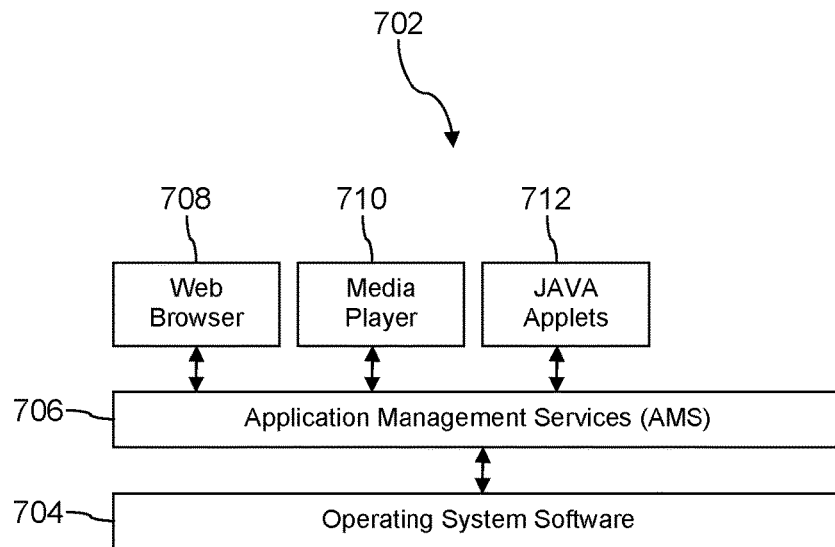 702
708
710
712
Web
Browser
Media
Player
JAVA
Applets
706
Application Management Services (AMS)
704
Operating System Software